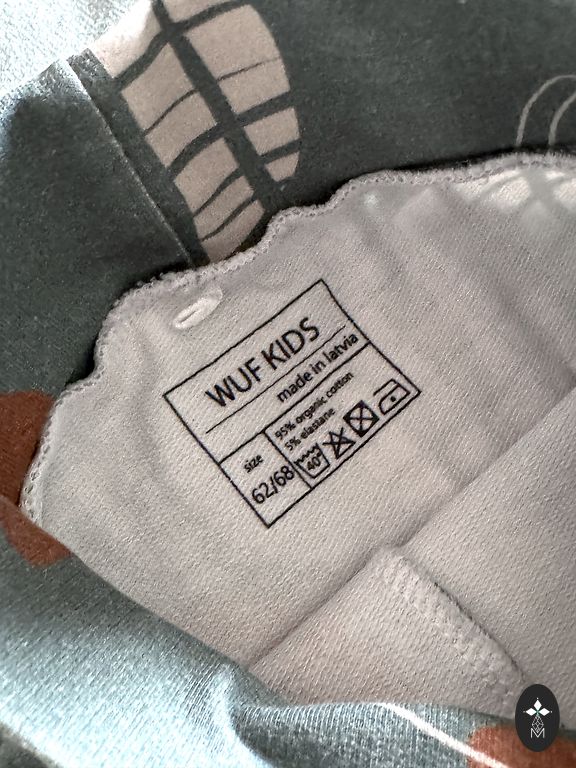 WUF KIDS
made in latvia
size
62/68
95% organic cotton
5% elastane
40°
M